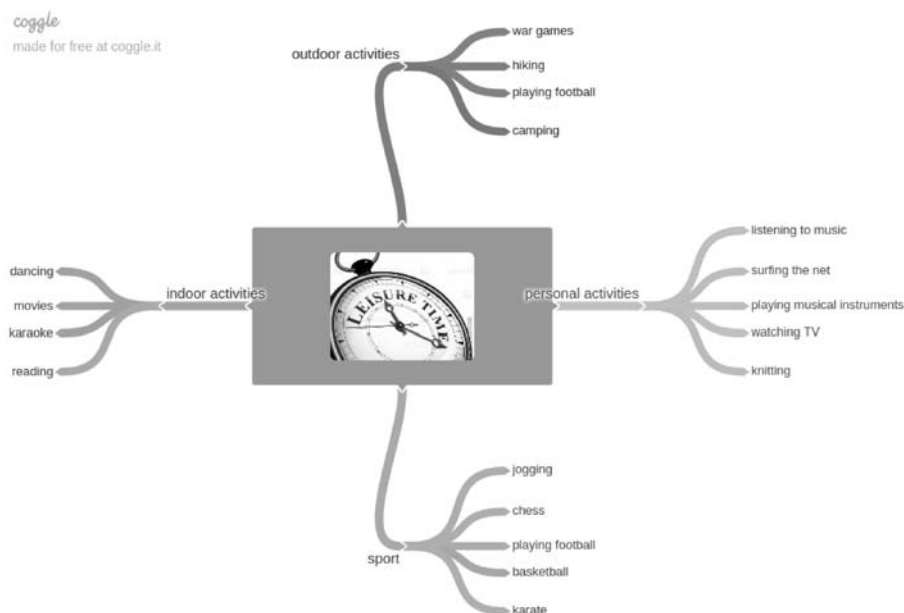 coggle
made for free at coggle.it
outdoor activities
war games
hiking
playing football
camping
indoor activities
dancing
movies
karaoke
reading
LEISURE TIME
personal activities
listening to music
surfing the net
playing musical instruments
watching TV
knitting
sport
jogging
chess
playing football
basketball
karate